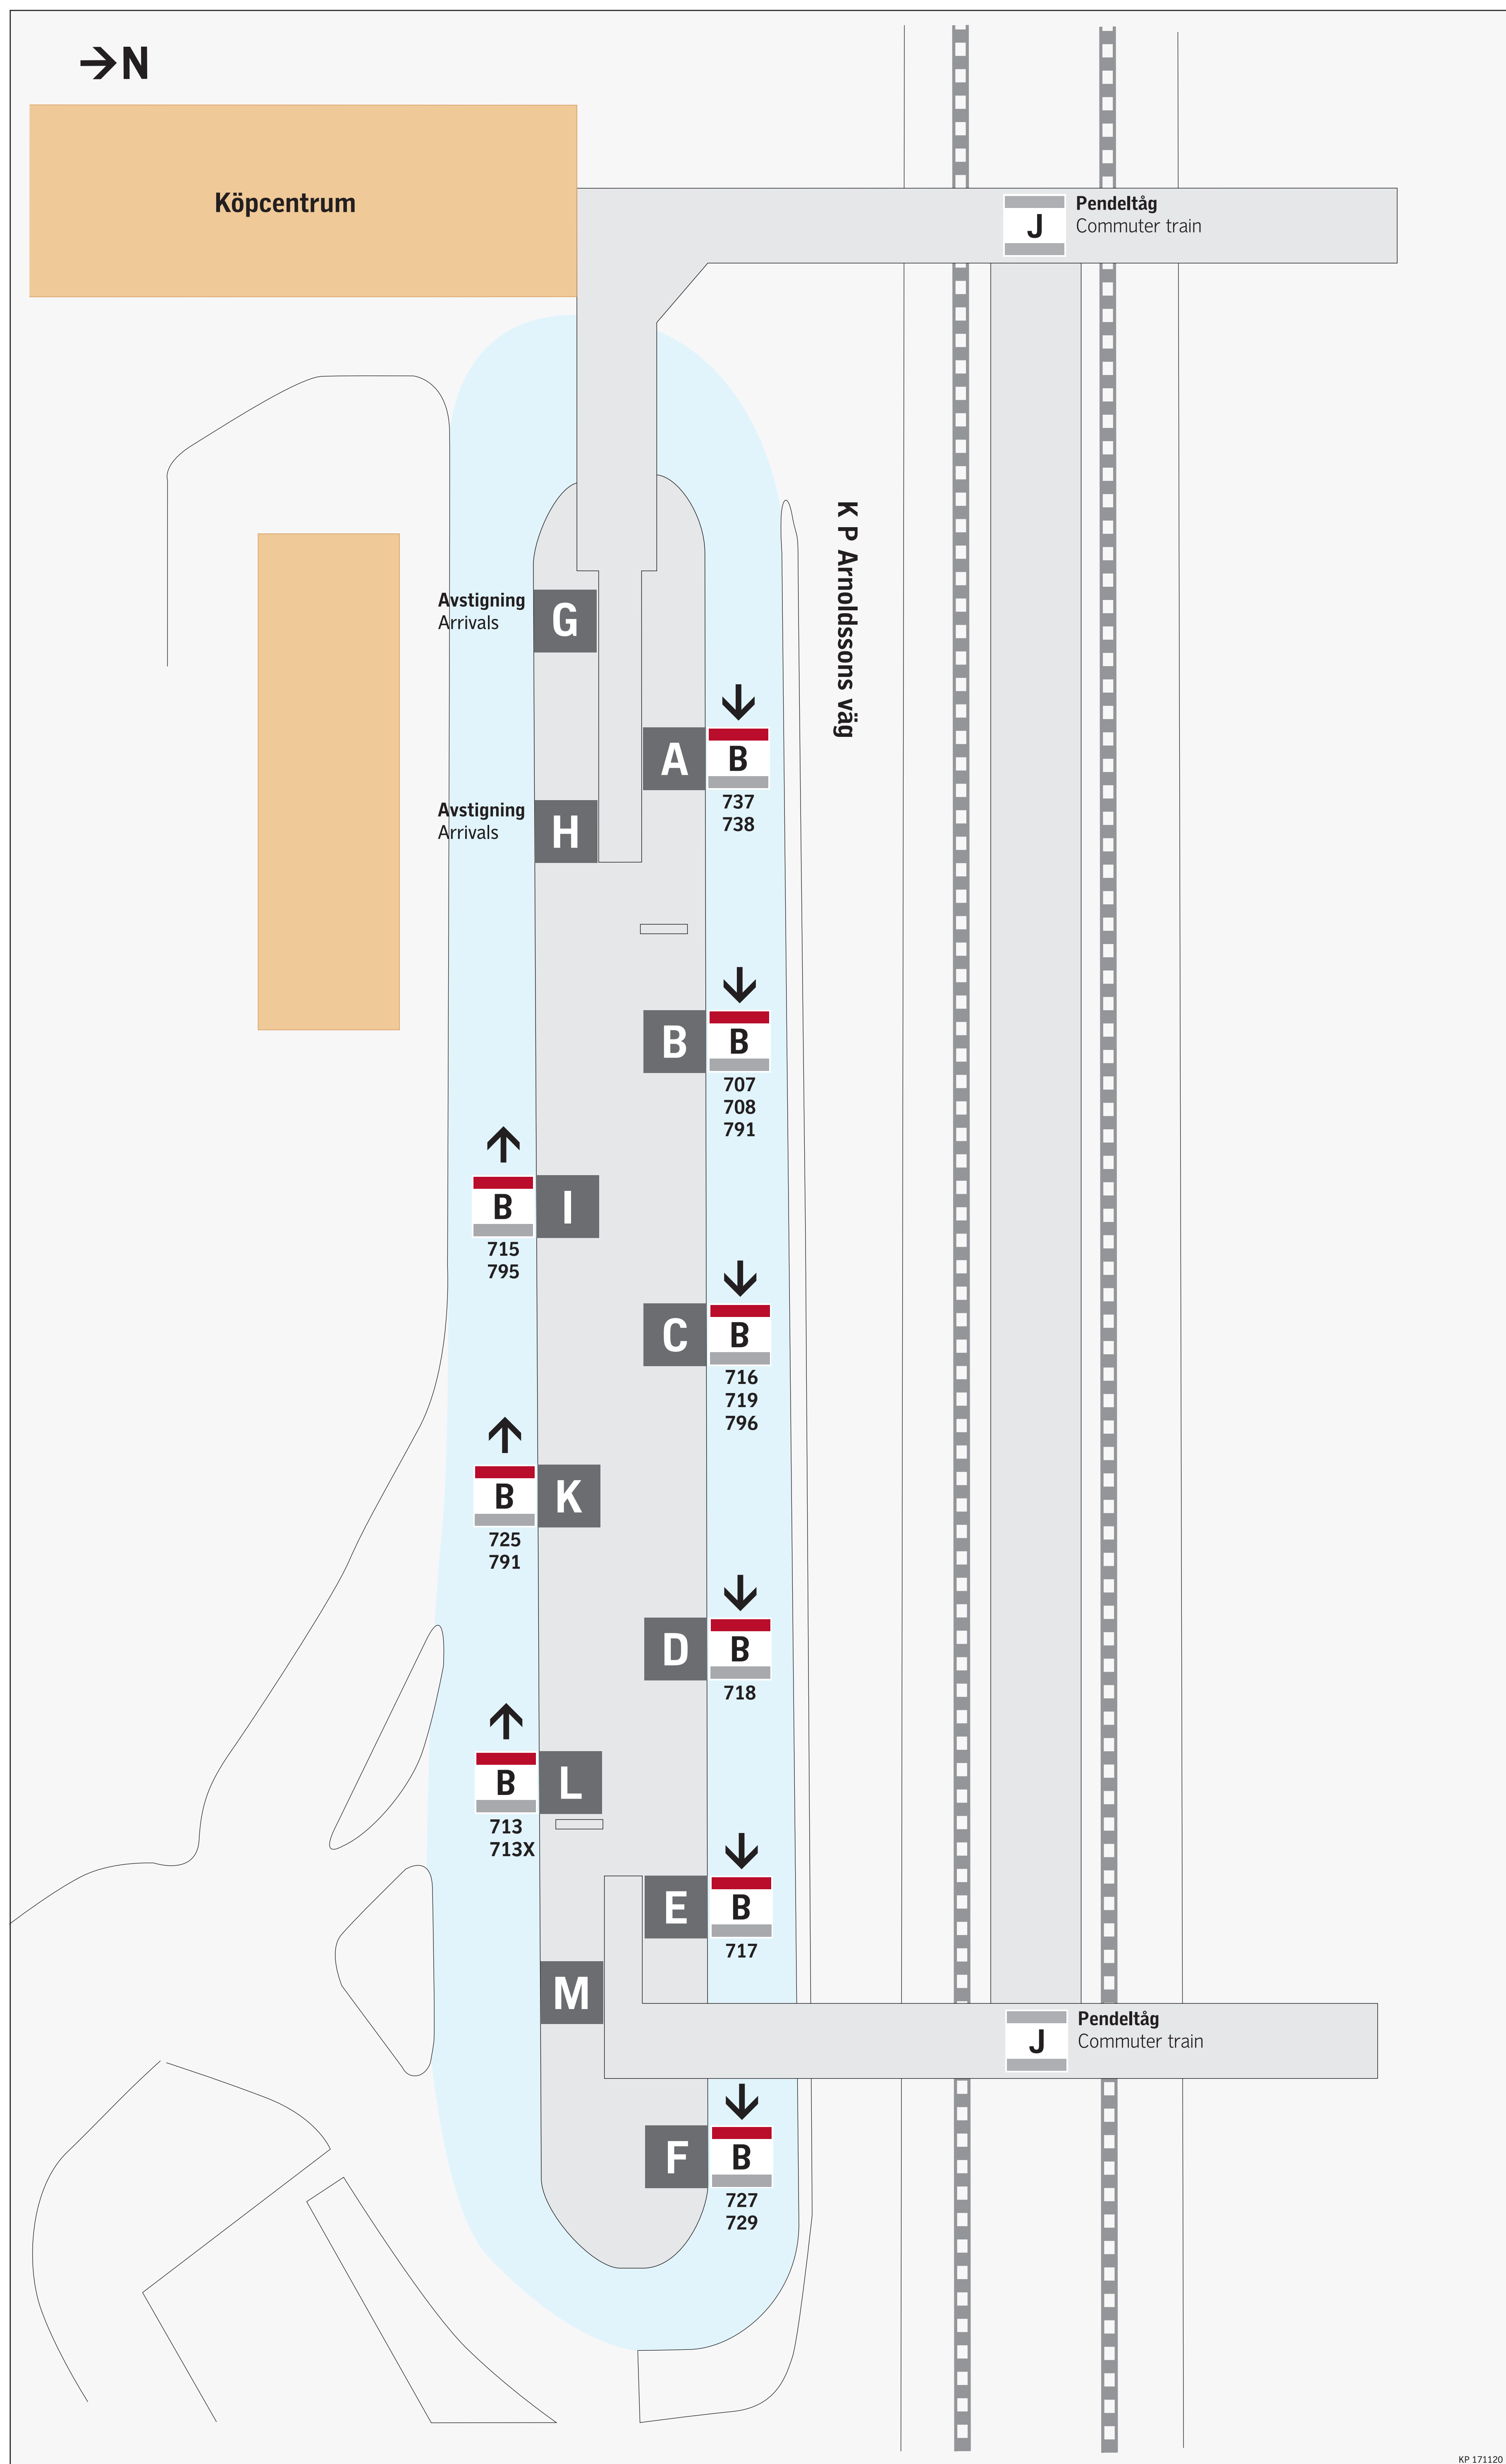 →N
Köpcentrum
J
Pendeltåg
Commuter train
K P Arnoldssons väg
Avstigning
Arrivals
G
A
B
737
738
Avstigning
Arrivals
H
B
B
707
708
791
B
I
715
795
C
B
716
719
796
B
K
725
791
D
B
718
B
L
713
713X
E
B
717
M
J
Pendeltåg
Commuter train
F
B
727
729
KP 171120